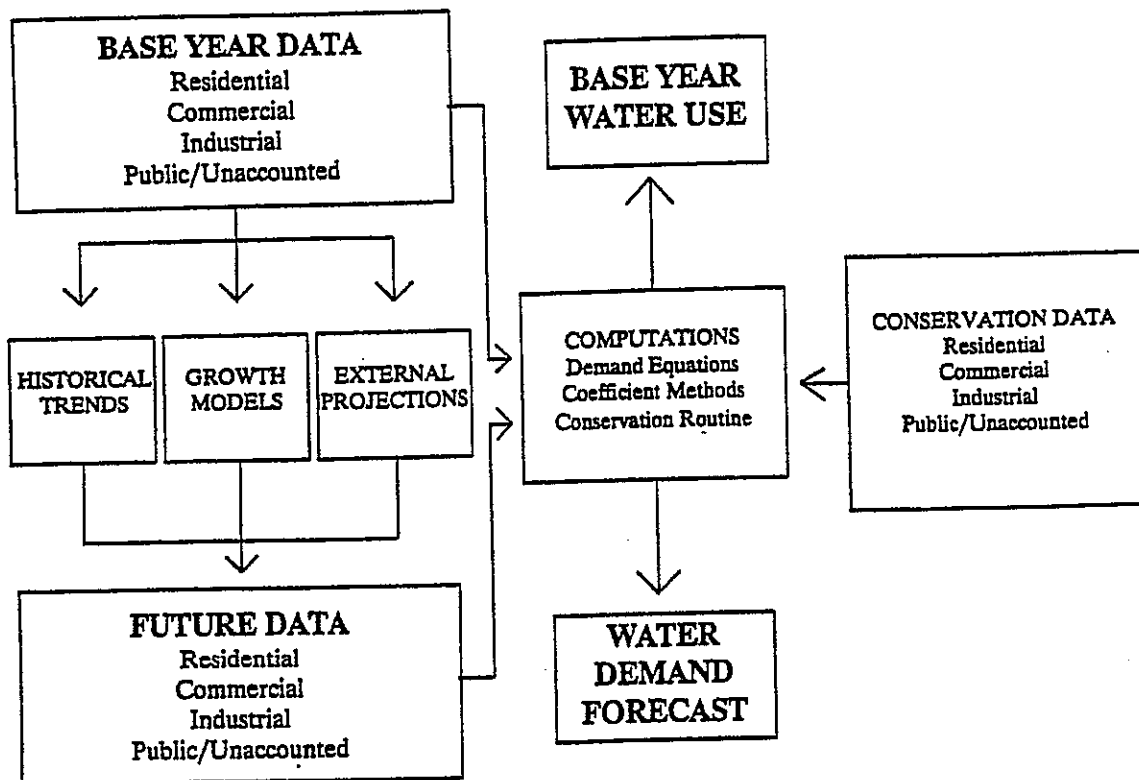 BASE YEAR DATA
Residential
Commercial
Industrial
Public/Unaccounted
BASE YEAR
WATER USE
HISTORICAL
TRENDS
GROWTH
MODELS
EXTERNAL
PROJECTIONS
COMPUTATIONS
Demand Equations
Coefficient Methods
Conservation Routine
CONSERVATION DATA
Residential
Commercial
Industrial
Public/Unaccounted
FUTURE DATA
Residential
Commercial
Industrial
Public/Unaccounted
WATER
DEMAND
FORECAST